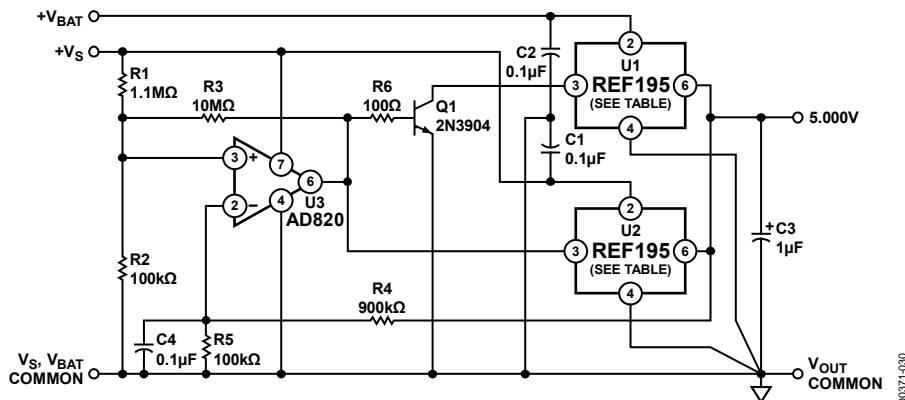 +VBAT
+VS
R1
1.1MΩ
R3
10MΩ
R6
100Ω
Q1
2N3904
C2
0.1µF
2
U1
REF195
(SEE TABLE)
3
6
4
5.000V
C1
0.1µF
3
+
7
6
2
–
4
U3
AD820
2
U2
REF195
(SEE TABLE)
3
6
4
+
C3
1µF
R2
100kΩ
R4
900kΩ
C4
0.1µF
R5
100kΩ
VS, VBAT
COMMON
VOUT
COMMON
00371-030